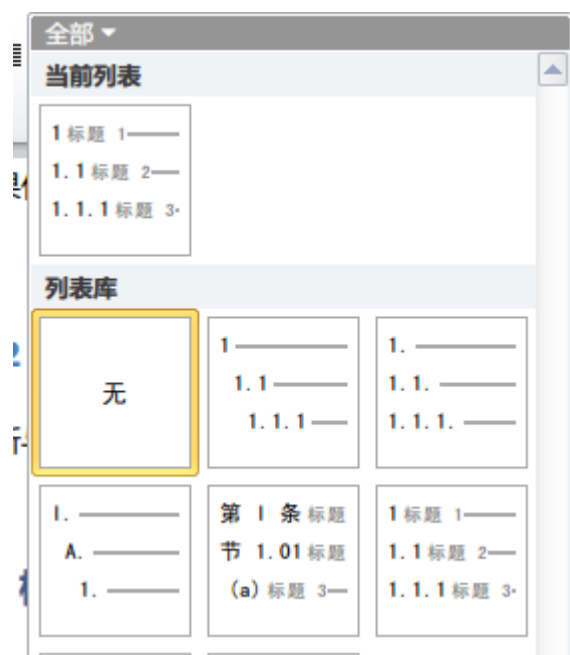 全部
当前列表
1 标题 1
1.1 标题 2
1.1.1 标题 3
列表库
无
1
1.1
1.1.1
1.
1.1.
1.1.1.
I.
A.
1.
第 I 条 标题
节 1.01 标题
(a) 标题 3
1 标题 1
1.1 标题 2
1.1.1 标题 3